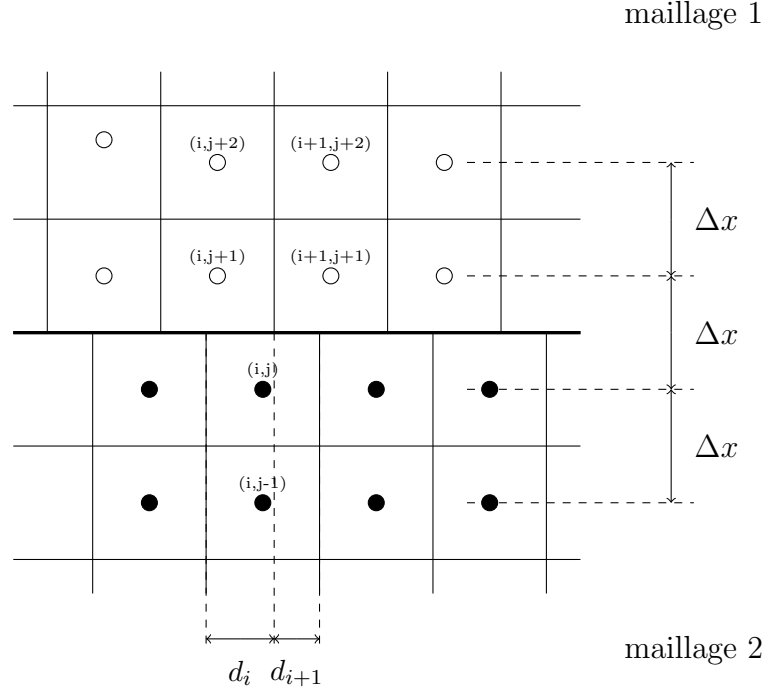 maillage 1
(i,j+2) (i+1,j+2)
Δx
(i,j+1) (i+1,j+1)
Δx
(i,j)
Δx
(i,j-1)
d_i d_{i+1}
maillage 2